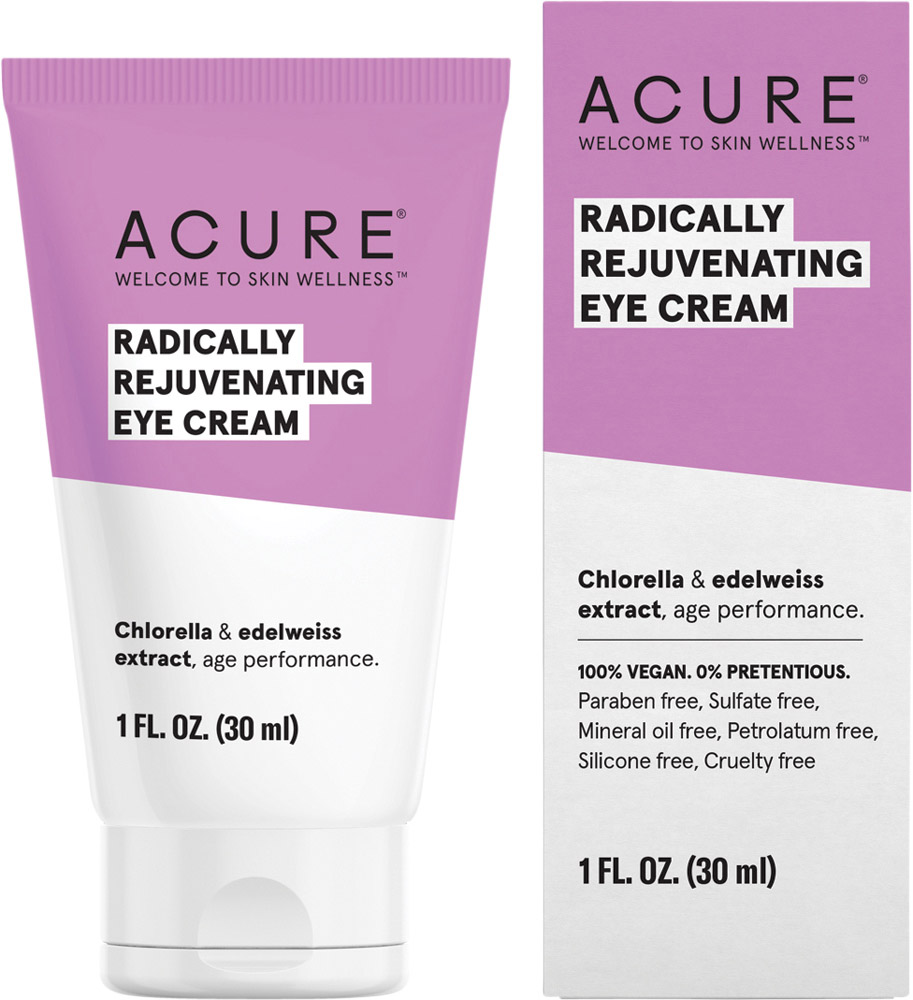 ACURE®
WELCOME TO SKIN WELLNESS™
RADICALLY
REJUVENATING
EYE CREAM
Chlorella & edelweiss
extract, age performance.
1 FL. OZ. (30 ml)
ACURE®
WELCOME TO SKIN WELLNESS™
RADICALLY
REJUVENATING
EYE CREAM
Chlorella & edelweiss
extract, age performance.
100% VEGAN. 0% PRETENTIOUS.
Paraben free, Sulfate free,
Mineral oil free, Petrolatum free,
Silicone free, Cruelty free
1 FL. OZ. (30 ml)